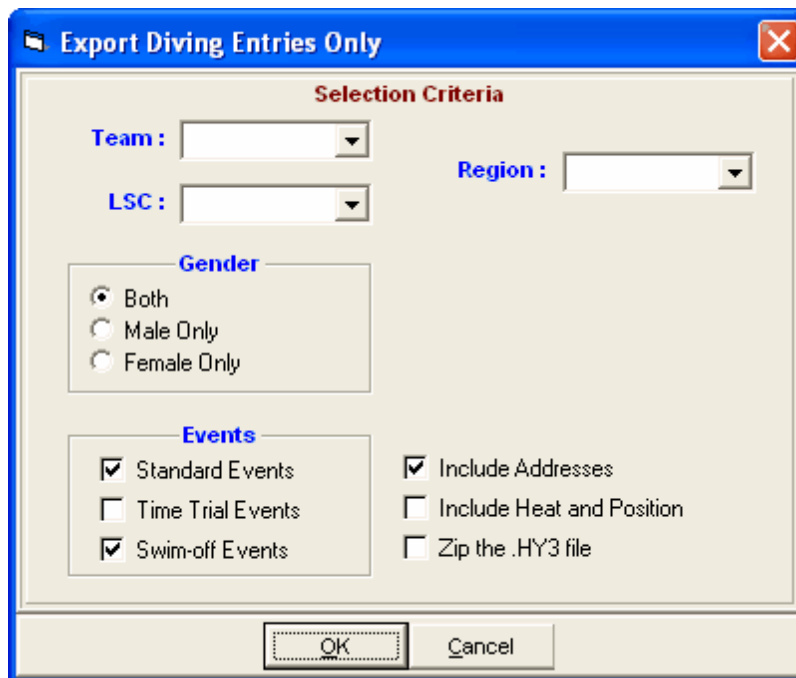 Export Diving Entries Only
Selection Criteria
Team :
Region :
LSC :
Gender
Both
Male Only
Female Only
Events
Standard Events
Time Trial Events
Swim-off Events
Include Addresses
Include Heat and Position
Zip the .HY3 file
OK
Cancel